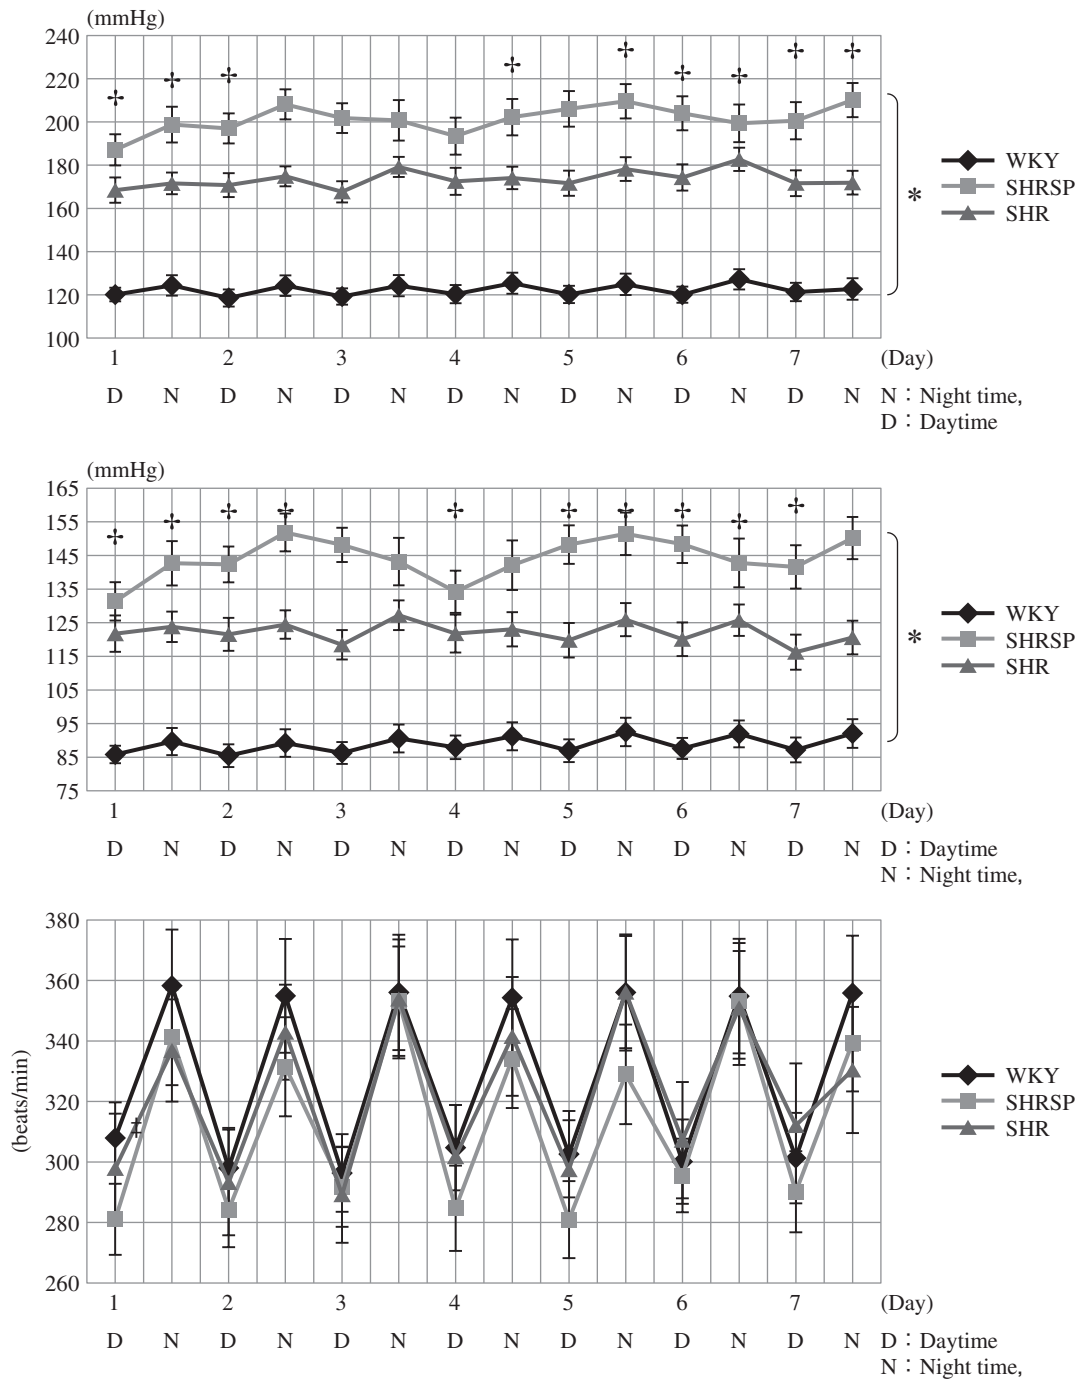 (mmHg)
240
220
200
180
160
140
120
100
‡ ‡ ‡ ‡ ‡ ‡ ‡ ‡ ‡
*
WKY
SHRSP
SHR
1 2 3 4 5 6 7 (Day)
D N D N D N D N D N D N D N N：Night time,
D：Daytime
(mmHg)
165
155
145
135
125
115
105
95
85
75
‡ ‡ ‡ ‡ ‡ ‡ ‡ ‡ ‡ ‡
*
WKY
SHRSP
SHR
1 2 3 4 5 6 7 (Day)
D N D N D N D N D N D N D N D：Daytime
N：Night time,
(beats/min)
380
360
340
320
300
280
260
‡
WKY
SHRSP
SHR
1 2 3 4 5 6 7 (Day)
D N D N D N D N D N D N D N D：Daytime
N：Night time,